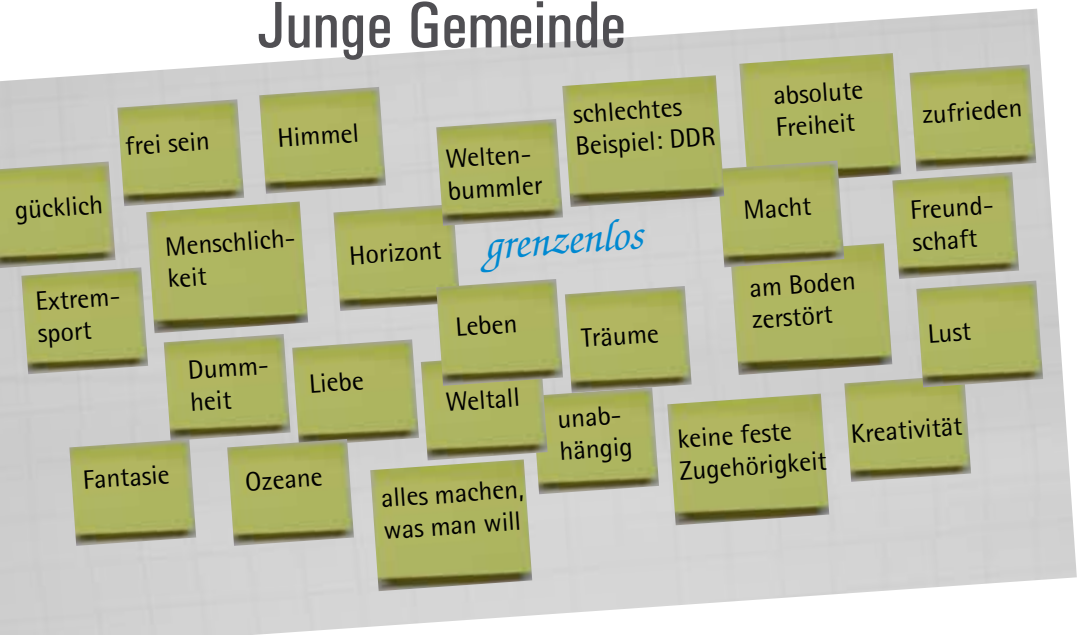 Junge Gemeinde
frei sein
Himmel
Welten-
bummler
schlechtes
Beispiel: DDR
absolute
Freiheit
zufrieden
gücklich
Menschlich-
keit
Horizont
grenzenlos
Macht
Freund-
schaft
Extrem-
sport
Leben
Träume
am Boden
zerstört
Lust
Dumm-
heit
Liebe
Weltall
unab-
hängig
keine feste
Zugehörigkeit
Kreativität
Fantasie
Ozeane
alles machen,
was man will